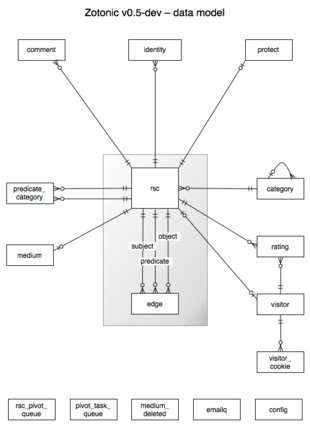 Zotonic v0.5-dev – data model
comment
identity
protect
rsc
predicate_
category
category
medium
rating
object
subject
predicate
edge
visitor
visitor_
cookie
rsc_pivot_
queue
pivot_task_
queue
medium_
deleted
emailq
config